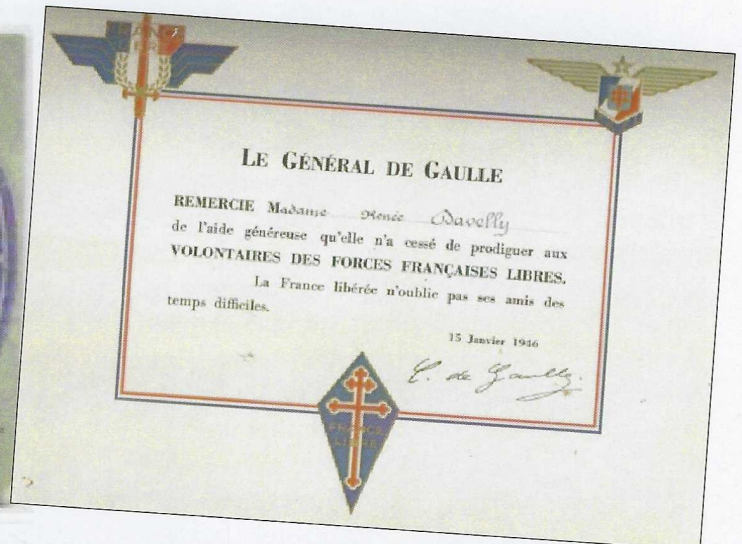 LE GÉNÉRAL DE GAULLE
REMERCIE Madame Renée Davelly
de l'aide généreuse qu'elle n'a cessé de prodiguer aux
VOLONTAIRES DES FORCES FRANÇAISES LIBRES.
La France libérée n'oublie pas ses amis des
temps difficiles.
15 Janvier 1946
C. de Gaulle.
FRANCE
LIBRE